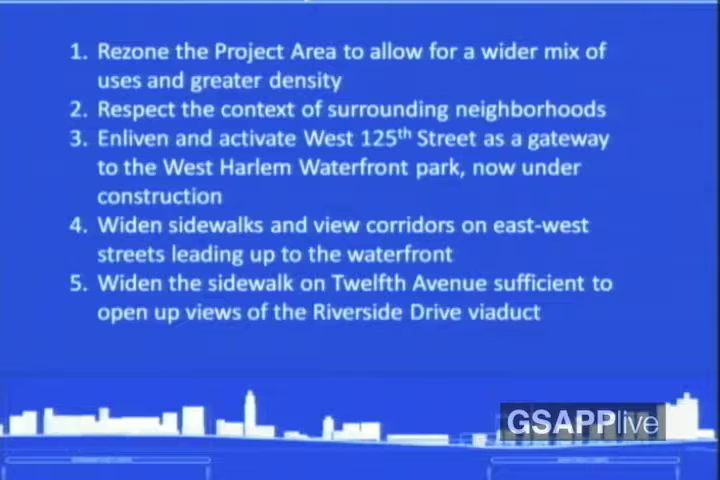 1. Rezone the Project Area to allow for a wider mix of
uses and greater density
2. Respect the context of surrounding neighborhoods
3. Enliven and activate West 125th Street as a gateway
to the West Harlem Waterfront park, now under
construction
4. Widen sidewalks and view corridors on east-west
streets leading up to the waterfront
5. Widen the sidewalk on Twelfth Avenue sufficient to
open up views of the Riverside Drive viaduct
GSAPPlive